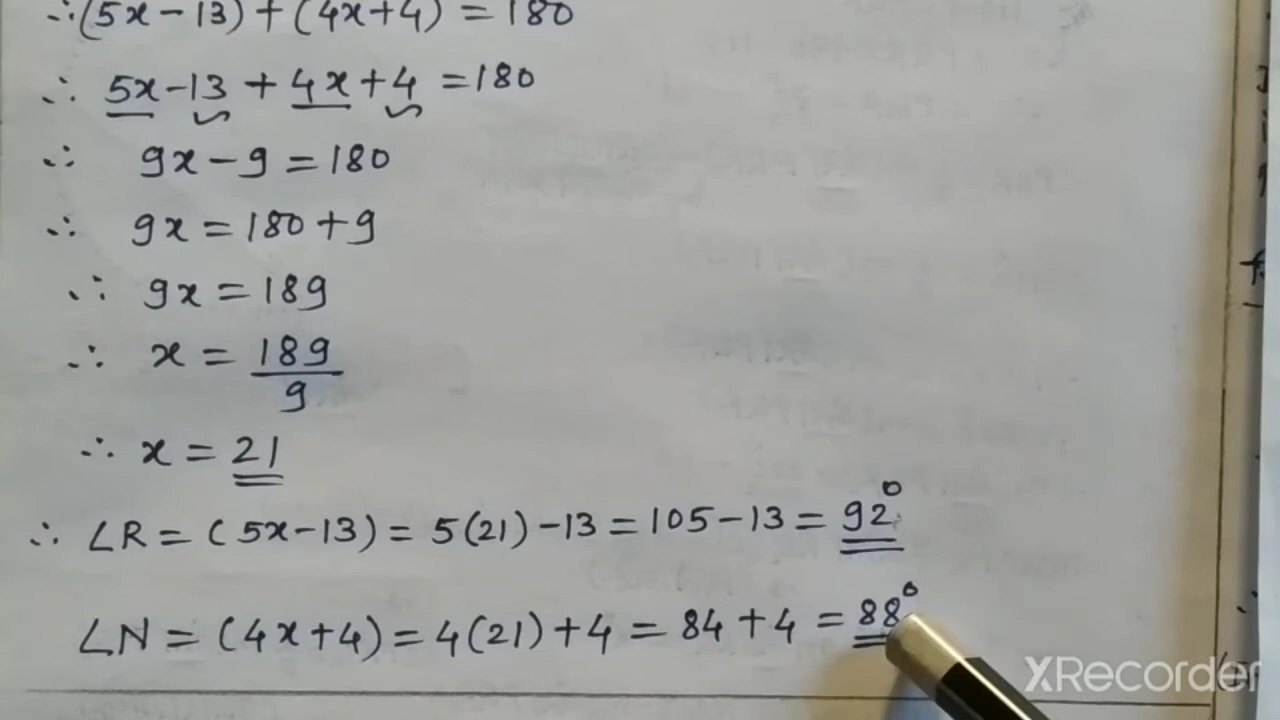 ∴(5x-13)+(4x+4)=180
∴ 5x-13+4x+4=180
∴ 9x-9=180
∴ 9x=180+9
∴ 9x=189
∴ x=189/9
∴ x=21
∴ ∠R=(5x-13)=5(21)-13=105-13=92°
∠N=(4x+4)=4(21)+4=84+4=88°
XRecorder